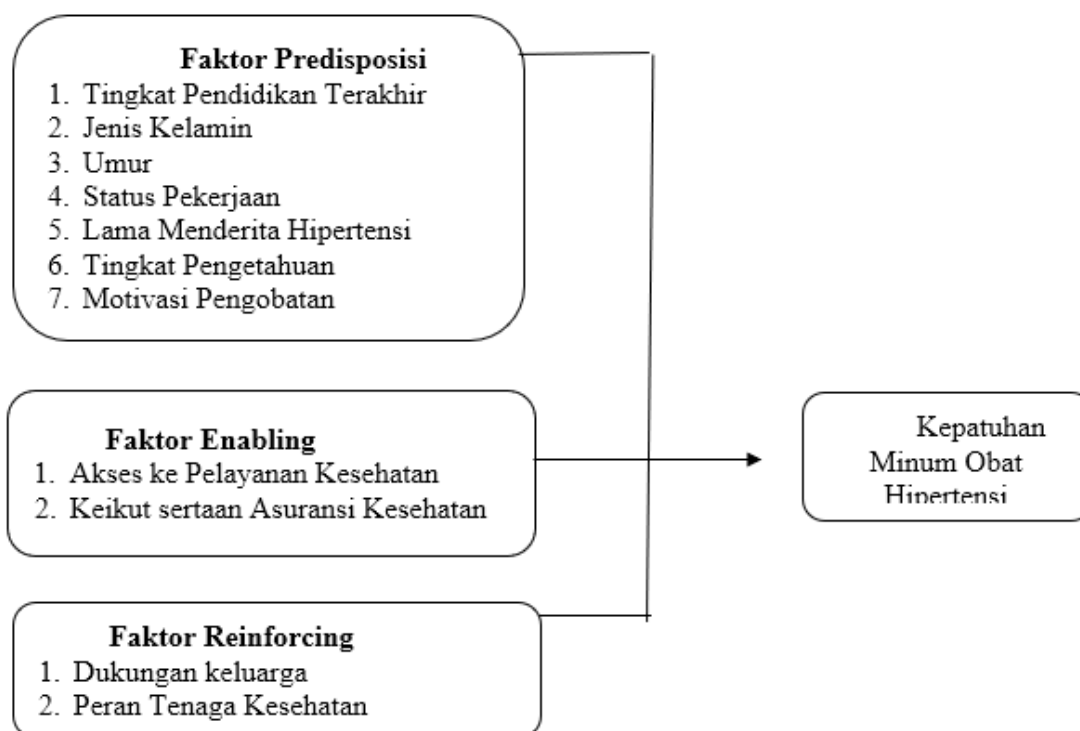 Faktor Predisposisi
1. Tingkat Pendidikan Terakhir
2. Jenis Kelamin
3. Umur
4. Status Pekerjaan
5. Lama Menderita Hipertensi
6. Tingkat Pengetahuan
7. Motivasi Pengobatan
Faktor Enabling
1. Akses ke Pelayanan Kesehatan
2. Keikut sertaan Asuransi Kesehatan
Faktor Reinforcing
1. Dukungan keluarga
2. Peran Tenaga Kesehatan
Kepatuhan
Minum Obat
Hipertensi